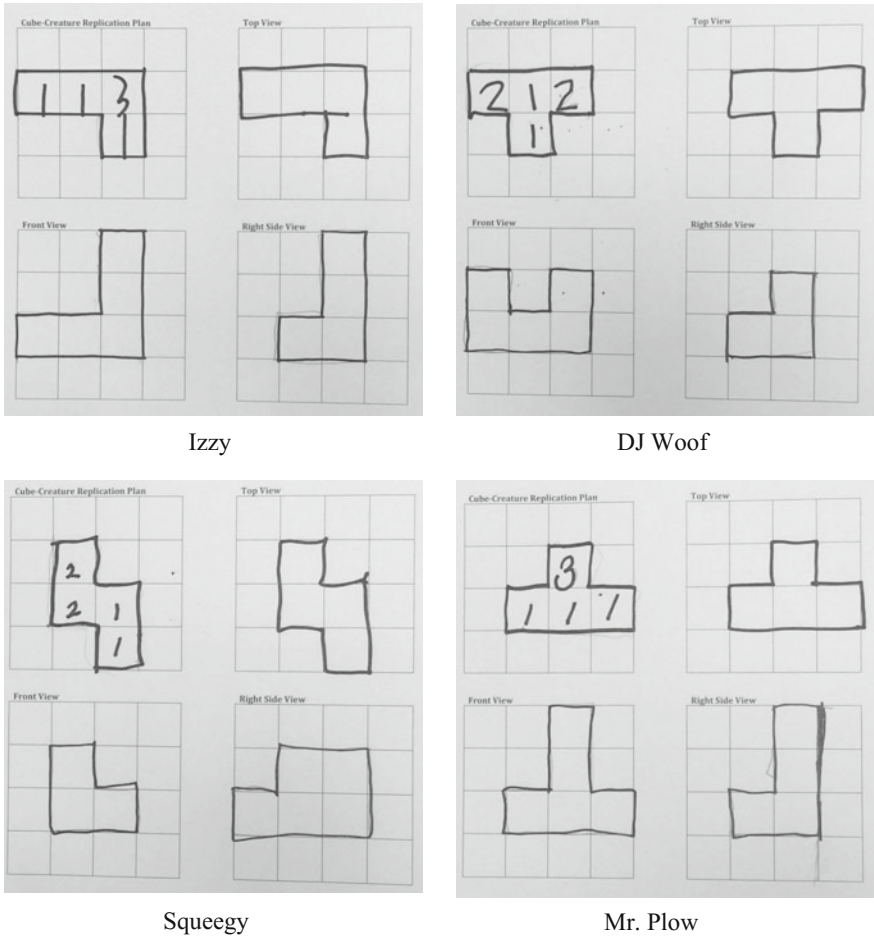 Cube-Creature Replication Plan
Top View
1 1 3
1
Front View
Right Side View
Izzy
Cube-Creature Replication Plan
Top View
2 1 2
1
Front View
Right Side View
DJ Woof
Cube-Creature Replication Plan
Top View
2
2 1
1
Front View
Right Side View
Squeegy
Cube-Creature Replication Plan
Top View
3
1 1 1
Front View
Right Side View
Mr. Plow